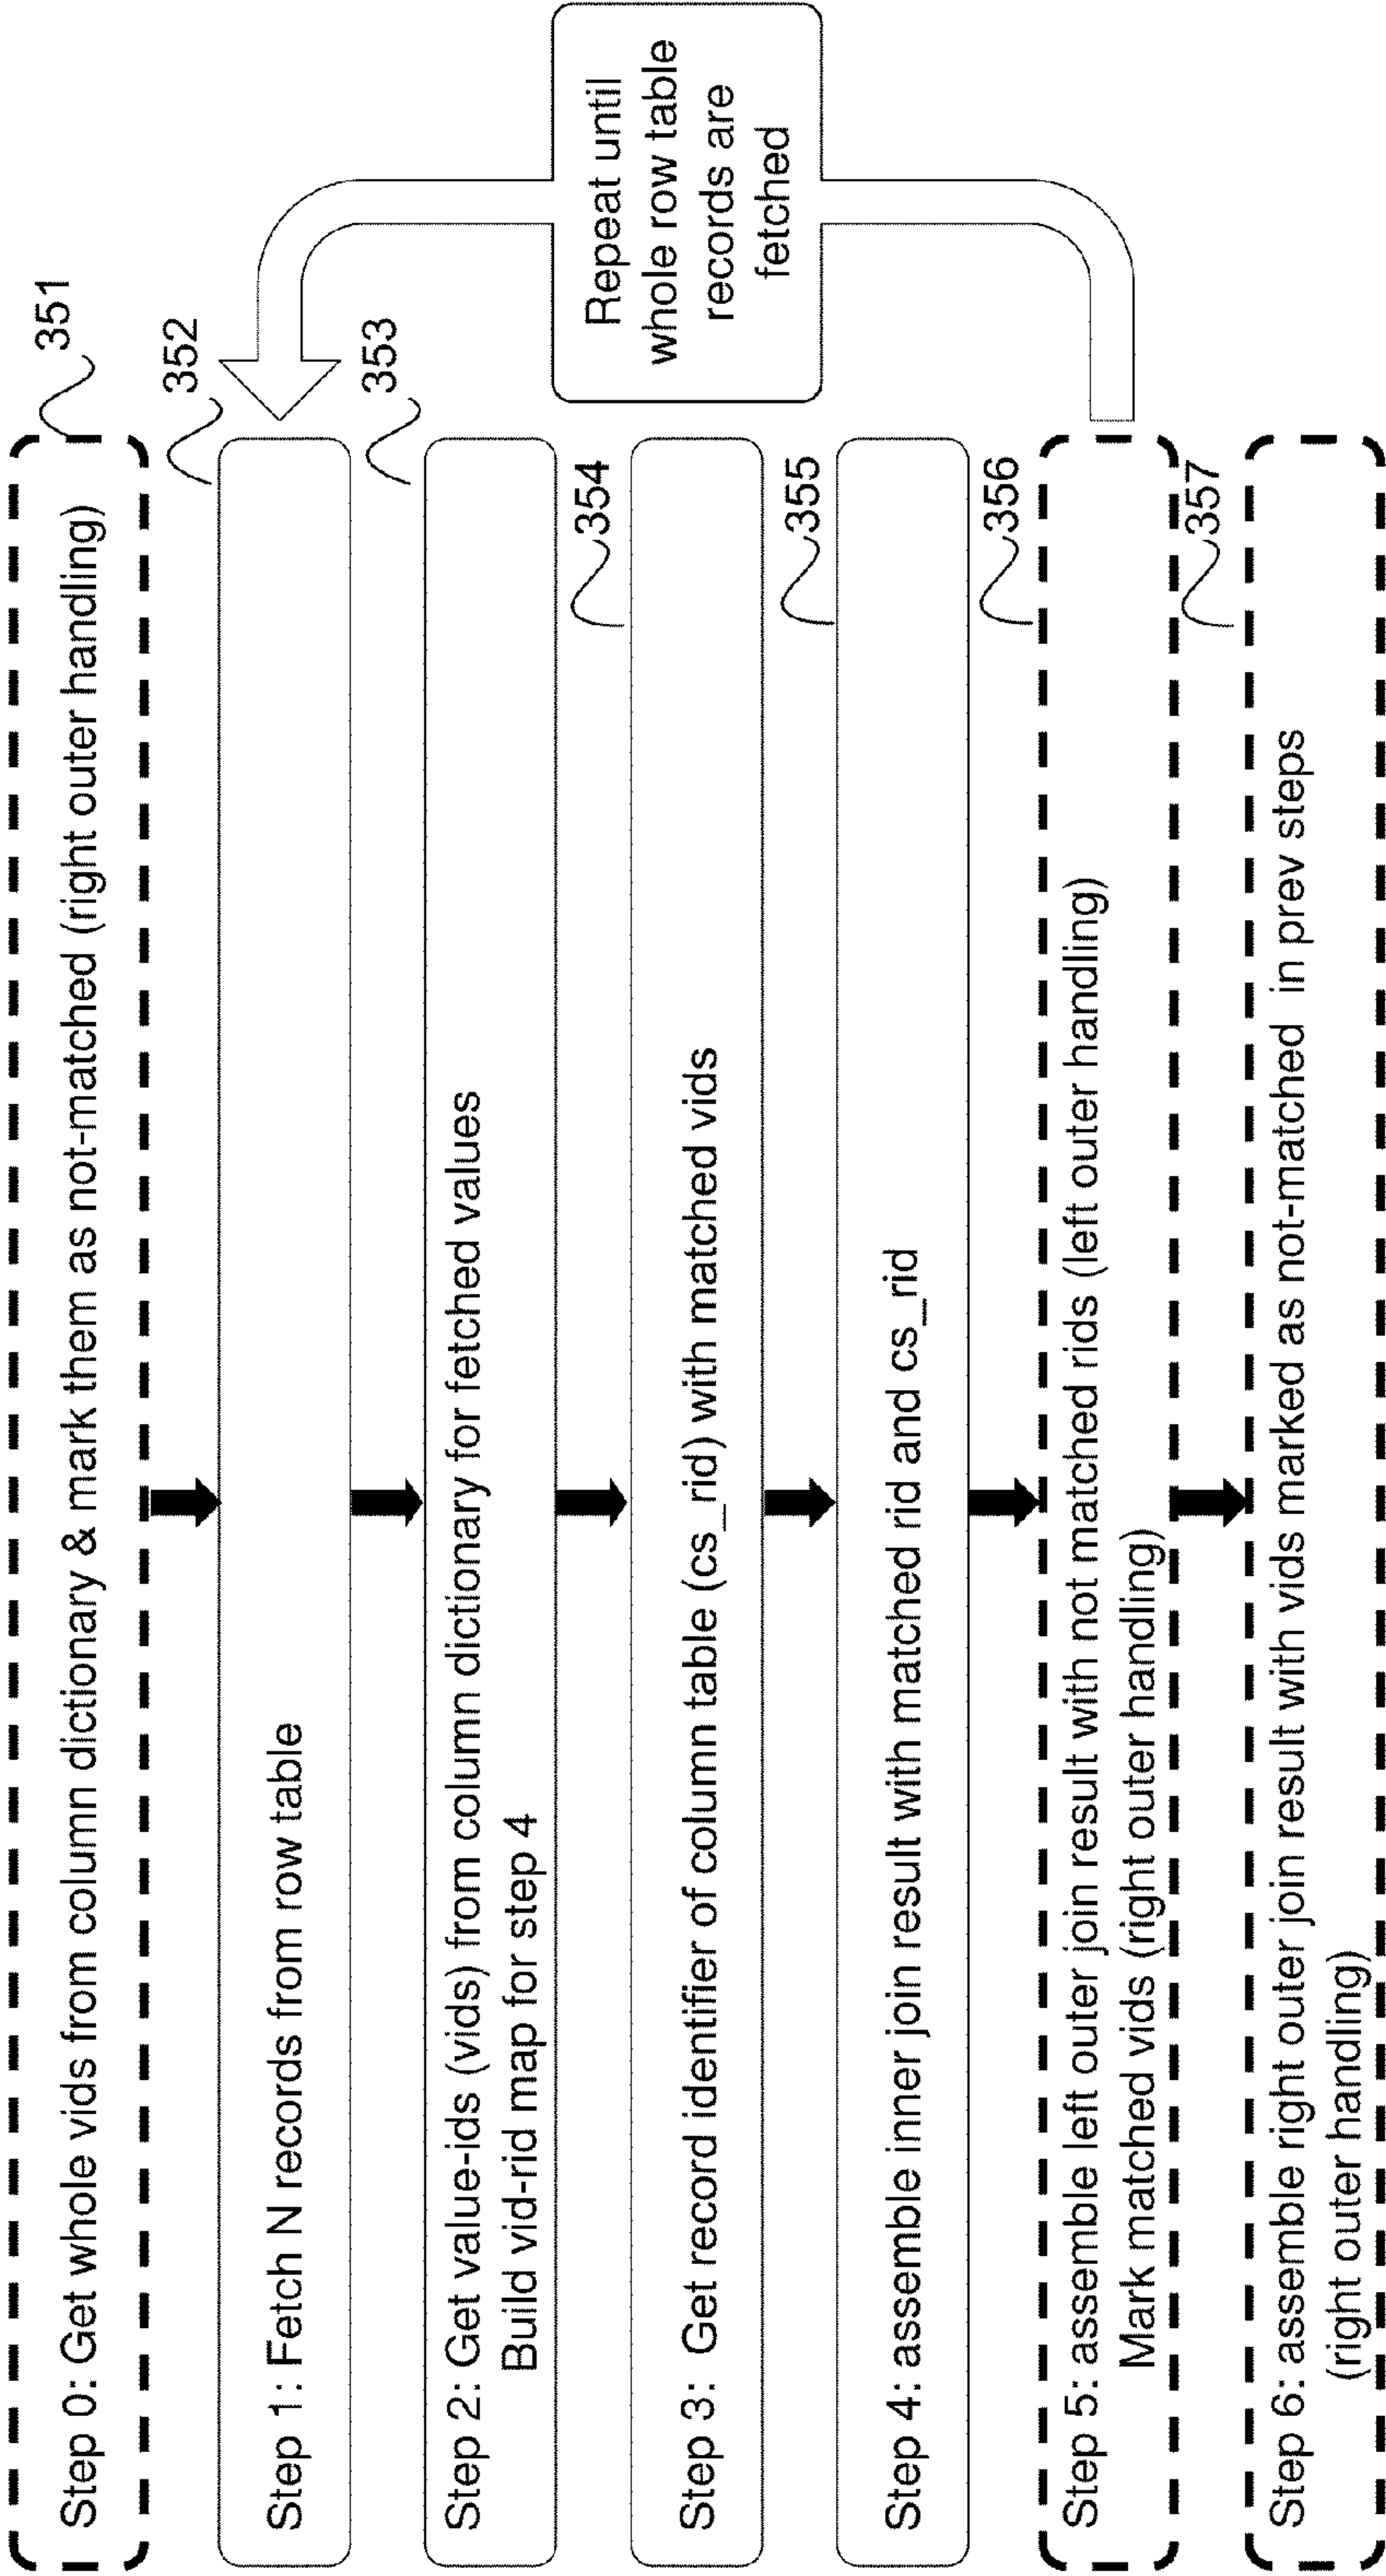 351
Step 0: Get whole vids from column dictionary & mark them as not-matched (right outer handling)
352
Step 1: Fetch N records from row table
353
Step 2: Get value-ids (vids) from column dictionary for fetched values
Build vid-rid map for step 4
354
Step 3: Get record identifier of column table (cs_rid) with matched vids
355
Step 4: assemble inner join result with matched rid and cs_rid
356
Step 5: assemble left outer join result with not matched rids (left outer handling)
Mark matched vids (right outer handling)
357
Step 6: assemble right outer join result with vids marked as not-matched in prev steps
(right outer handling)
Repeat until
whole row table
records are
fetched